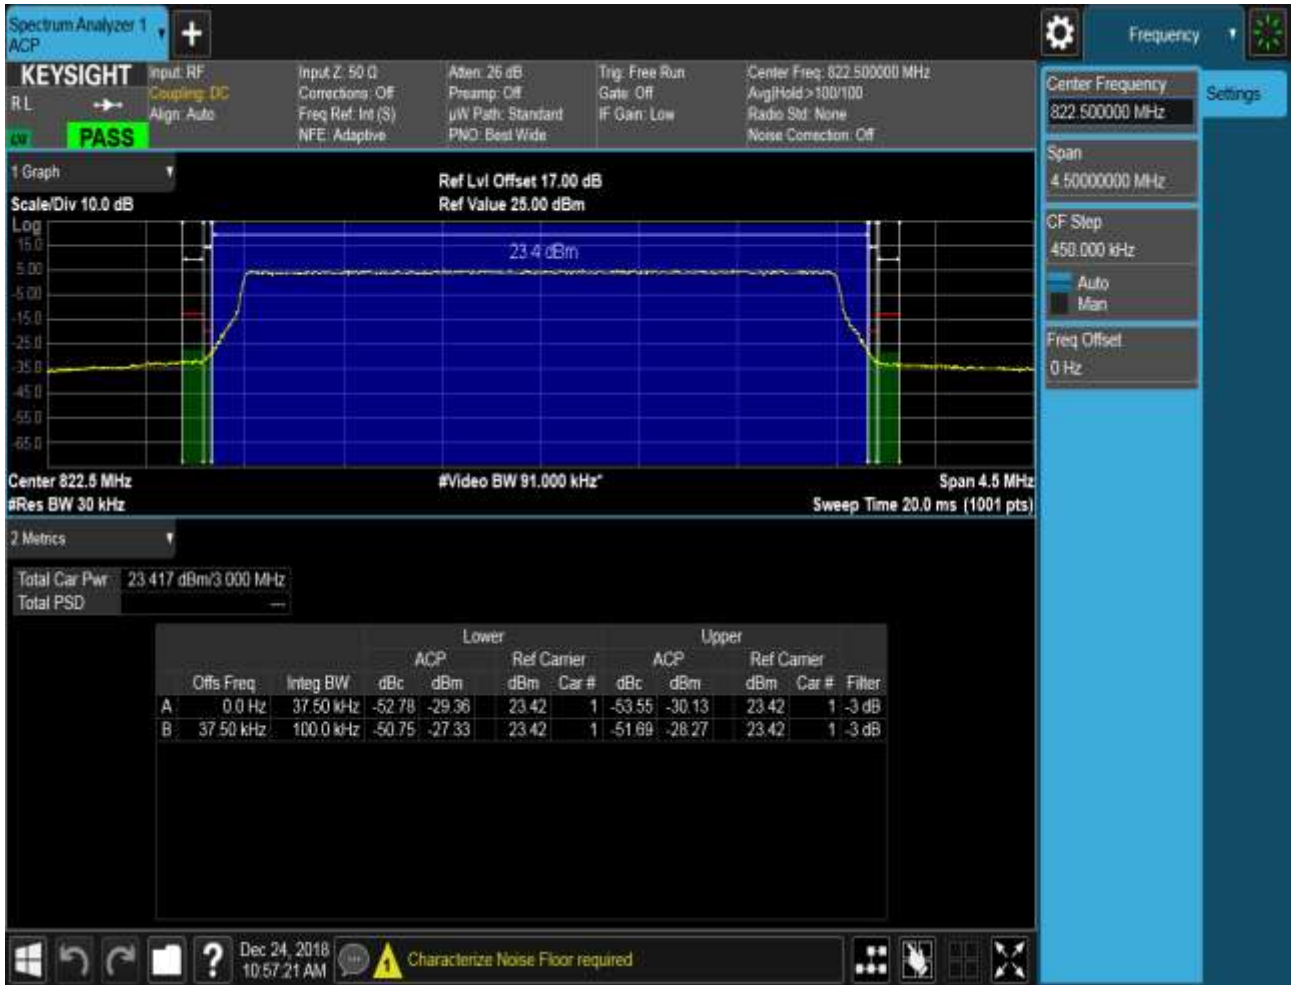 Spectrum Analyzer 1
ACP
Frequency
KEYSIGHT
Input: RF
Coupling: DC
Align: Auto
Input Z: 50 Ω
Corrections: Off
Freq Ref: Int (S)
NFE: Adaptive
Atten: 26 dB
Preamp: Off
µW Path: Standard
PNO: Best Wide
Trig: Free Run
Gate: Off
IF Gain: Low
Center Freq: 822.500000 MHz
Avg|Hold:>100/100
Radio Std: None
Noise Correction: Off
R L
LW
PASS
Center Frequency
822.500000 MHz
Settings
Span
4.50000000 MHz
CF Step
450.000 kHz
Auto
Man
Freq Offset
0 Hz
1 Graph
Scale/Div 10.0 dB
Ref Lvl Offset 17.00 dB
Ref Value 25.00 dBm
Log
15.0
5.00
-5.00
-15.0
-25.0
-35.0
-45.0
-55.0
-65.0
23.4 dBm
Center 822.5 MHz
#Video BW 91.000 kHz*
Span 4.5 MHz
#Res BW 30 kHz
Sweep Time 20.0 ms (1001 pts)
2 Metrics
Total Car Pwr 23.417 dBm/3.000 MHz
Total PSD ---
Lower Upper
ACP Ref Carrier ACP Ref Carrier
Offs Freq Integ BW dBc dBm dBm Car # dBc dBm dBm Car # Filter
A 0.0 Hz 37.50 kHz -52.78 -29.36 23.42 1 -53.55 -30.13 23.42 1 -3 dB
B 37.50 kHz 100.0 kHz -50.75 -27.33 23.42 1 -51.69 -28.27 23.42 1 -3 dB
?
Dec 24, 2018
10:57:21 AM
1
Characterize Noise Floor required